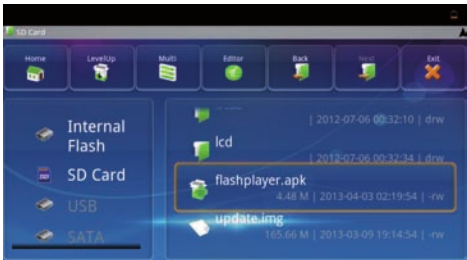 SD Card
Home LevelUp Multi Editor Back Next Exit
Internal
Flash
SD Card
USB
SATA
| 2012-07-06 00:32:10 | drw
lcd
| 2012-07-06 00:32:34 | drw
flashplayer.apk
4.48 M | 2013-04-03 02:19:54 | -rw
update.img
165.66 M | 2013-03-09 19:14:54 | -rw